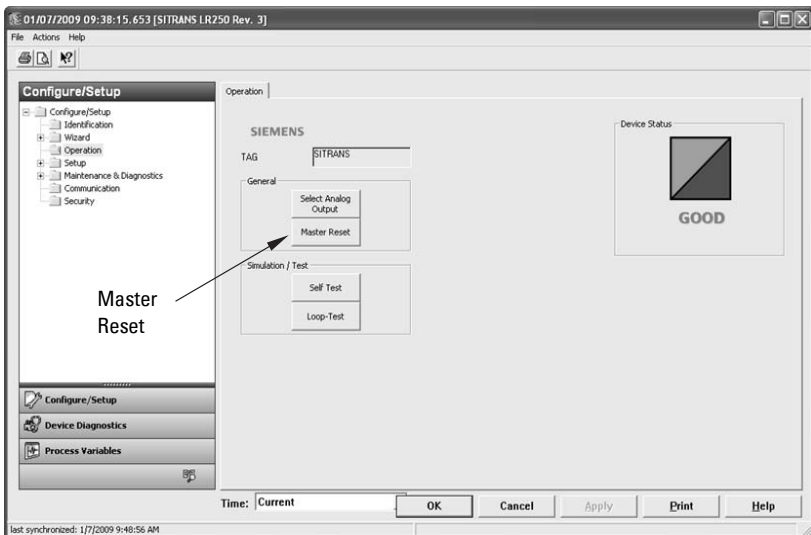 01/07/2009 09:38:15.653 [SITRANS LR250 Rev. 3]
File Actions Help
Configure/Setup
Configure/Setup
Identification
Wizard
Operation
Setup
Maintenance & Diagnostics
Communication
Security
Configure/Setup
Device Diagnostics
Process Variables
Operation
SIEMENS
TAG SITRANS
General
Select Analog
Output
Master Reset
Simulation / Test
Self Test
Loop-Test
Device Status
GOOD
Master
Reset
Time: Current
OK Cancel Apply Print Help
last synchronized: 1/7/2009 9:48:56 AM